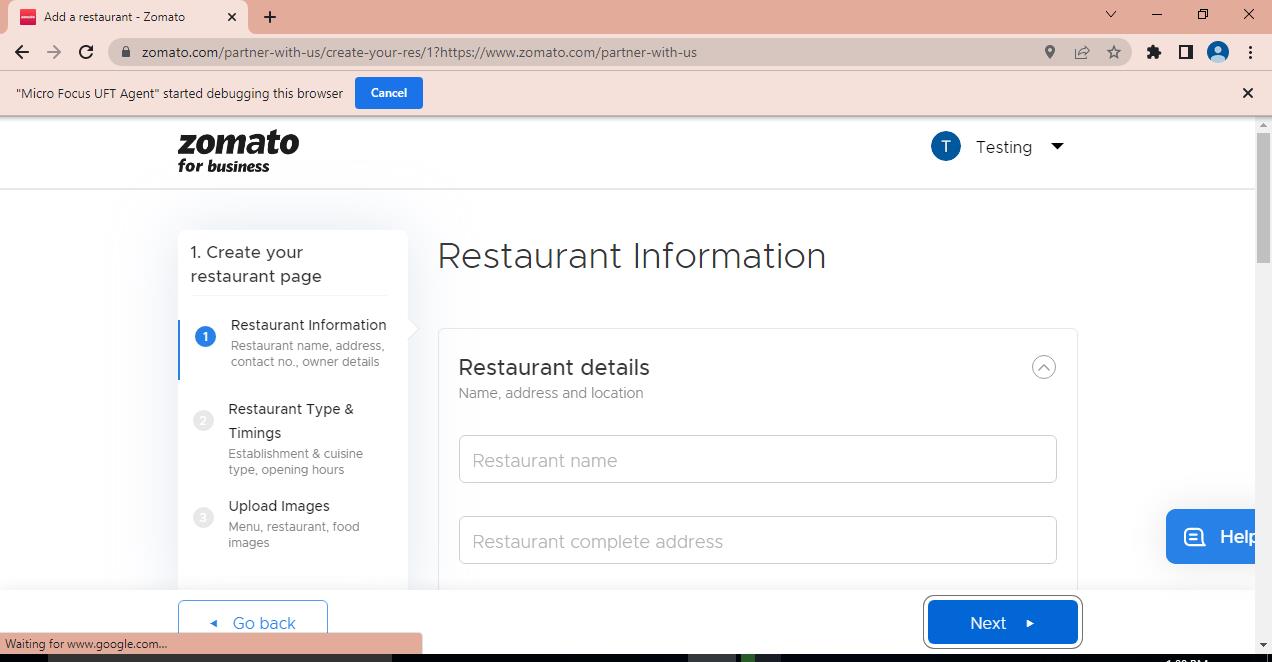 Add a restaurant - Zomato
zomato.com/partner-with-us/create-your-res/1?https://www.zomato.com/partner-with-us
"Micro Focus UFT Agent" started debugging this browser
Cancel
zomato
for business
T
Testing
1. Create your
restaurant page
1
Restaurant Information
Restaurant name, address,
contact no., owner details
2
Restaurant Type &
Timings
Establishment & cuisine
type, opening hours
3
Upload Images
Menu, restaurant, food
images
Restaurant Information
Restaurant details
Name, address and location
Restaurant name
Restaurant complete address
Help
Go back
Next
Waiting for www.google.com...